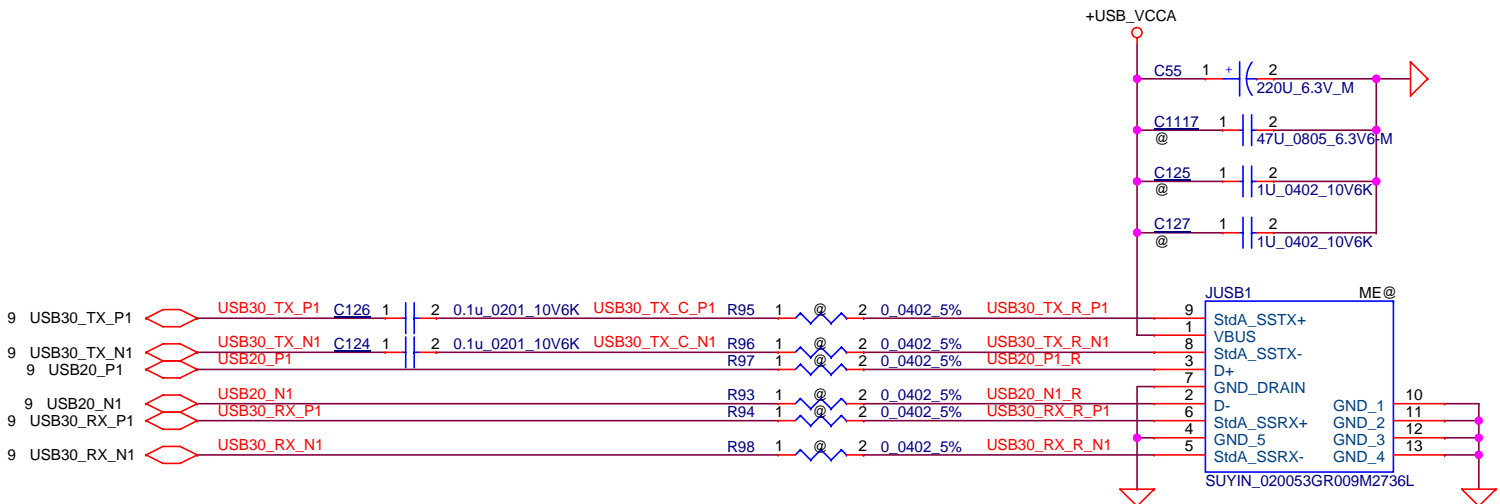 +USB_VCCA
C55 1 + 2
220U_6.3V_M
C1117 1 2
@ 47U_0805_6.3V6-M
C125 1 2
@ 1U_0402_10V6K
C127 1 2
@ 1U_0402_10V6K
JUSB1 ME@
9 USB30_TX_P1 USB30_TX_P1 C126 1 2 0.1u_0201_10V6K USB30_TX_C_P1 R95 1 @ 2 0_0402_5% USB30_TX_R_P1 9 StdA_SSTX+
1 VBUS
9 USB30_TX_N1 USB30_TX_N1 C124 1 2 0.1u_0201_10V6K USB30_TX_C_N1 R96 1 @ 2 0_0402_5% USB30_TX_R_N1 8 StdA_SSTX-
9 USB20_P1 USB20_P1 R97 1 @ 2 0_0402_5% USB20_P1_R 3 D+
7 GND_DRAIN
9 USB20_N1 USB20_N1 R93 1 @ 2 0_0402_5% USB20_N1_R 2 D- GND_1 10
9 USB30_RX_P1 USB30_RX_P1 R94 1 @ 2 0_0402_5% USB30_RX_R_P1 6 StdA_SSRX+ GND_2 11
4 GND_5 GND_3 12
9 USB30_RX_N1 USB30_RX_N1 R98 1 @ 2 0_0402_5% USB30_RX_R_N1 5 StdA_SSRX- GND_4 13
SUYIN_020053GR009M2736L